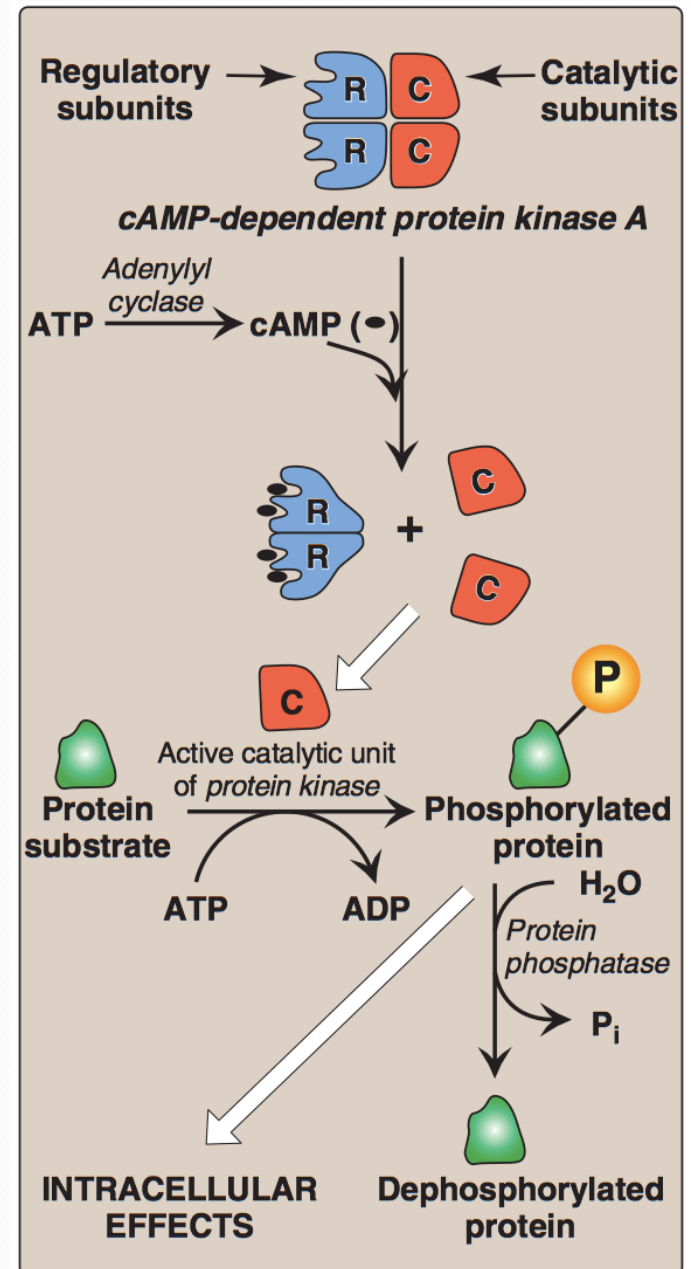 Regulatory
subunits
R
C
R
C
Catalytic
subunits
cAMP-dependent protein kinase A
Adenylyl
cyclase
ATP
cAMP ( )
R
R
+
C
C
P
C
Active catalytic unit
of protein kinase
Protein
substrate
Phosphorylated
protein
ATP
ADP
H₂O
Protein
phosphatase
Pᵢ
INTRACELLULAR
EFFECTS
Dephosphorylated
protein